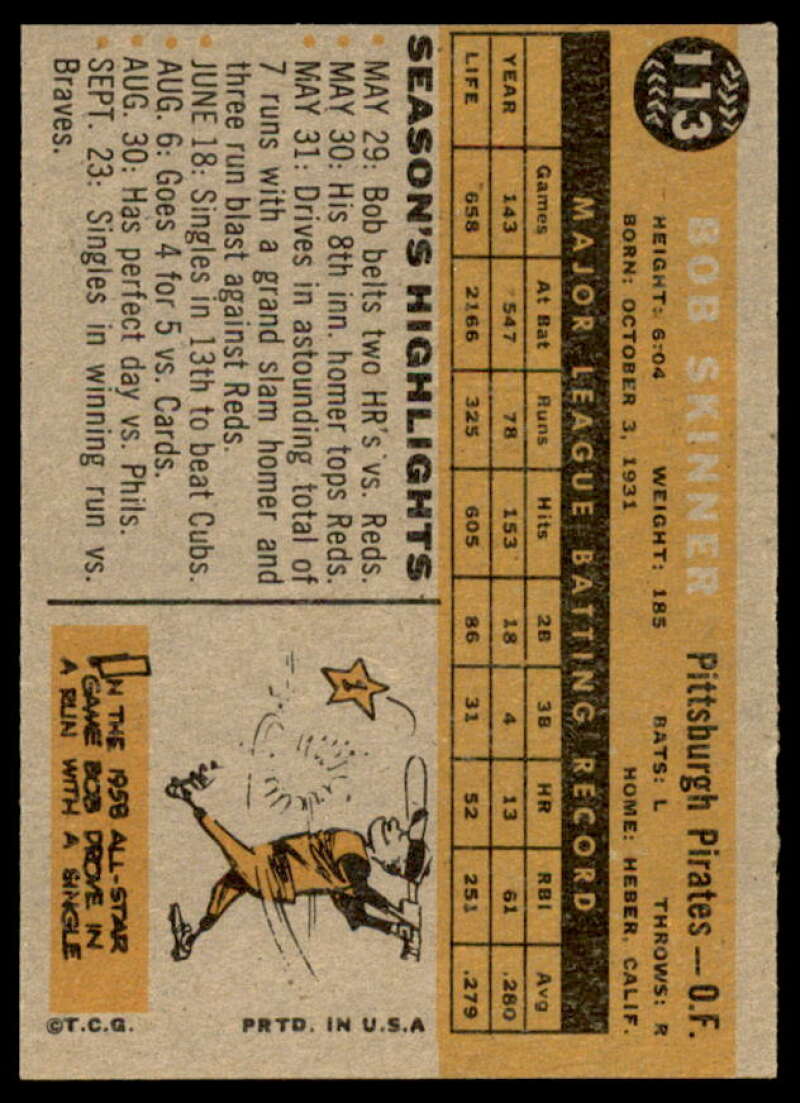 113
BOB SKINNER Pittsburgh Pirates — O.F.
HEIGHT: 6-04 WEIGHT: 185 BATS: L THROWS: R
BORN: OCTOBER 3, 1931 HOME: HEBER, CALIF.
MAJOR LEAGUE BATTING RECORD
Games At Bat Runs Hits 2B 3B HR RBI Avg
YEAR 143 547 78 153 18 4 13 61 .280
LIFE 658 2166 325 605 86 31 52 251 .279
SEASON'S HIGHLIGHTS
• MAY 29: Bob belts two HR's vs. Reds.
• MAY 30: His 8th inn. homer tops Reds.
• MAY 31: Drives in astounding total of
7 runs with a grand slam homer and
three run blast against Reds.
• JUNE 18: Singles in 13th to beat Cubs.
• AUG. 6: Goes 4 for 5 vs. Cards.
• AUG. 30: Has perfect day vs. Phils.
• SEPT. 23: Singles in winning run vs.
Braves.
1
IN THE 1958 ALL-STAR
GAME BOB DROVE IN
A RUN WITH A SINGLE
©T.C.G. PRTD. IN U.S.A